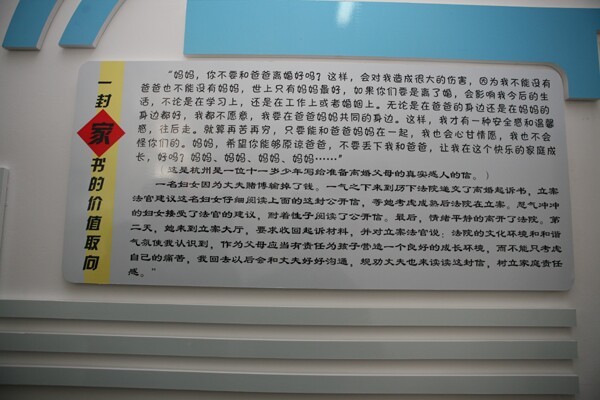 一封家书的价值取向
“妈妈，你不要和爸爸离婚好吗？这样，会对我造成很大的伤害，因为我不能没有
爸爸也不能没有妈妈，世上只有妈妈最好，如果你们要是离了婚，会影响我今后的生
活，不论是在学习上，还是在工作上或者婚姻上。无论是在爸爸的身边还是在妈妈的
身边都好，我都不愿意，我要在爸爸妈妈共同的身边。这样，我才有一种安全感和温馨
感，往后走。就算再苦再穷，只要能和爸爸妈妈在一起，我也会心甘情愿，我也不会
怪你们的。妈妈，希望你能够原谅爸爸，不要丢下我和爸爸，让我在这个快乐的家庭成
长，好吗？妈妈、妈妈、妈妈、妈妈……”
（这是杭州是一位十一岁少年写给准备离婚父母的真实感人的信。）
一名妇女因为丈夫赌博输掉了钱。一气之下来到历下法院递交了离婚起诉书，立案
法官建议这名妇女仔细阅读上面的这封公开信，等她考虑成熟后法院在立案。怒气冲冲
的妇女接受了法官的建议，耐着性子阅读了公开信。最后，情绪平静的离开了法院。第
二天，她来到立案大厅，要求收回起诉材料，并对立案法官说：法院的文化环境和和谐
气氛使我认识到，作为父母应当有责任为孩子营造一个良好的成长环境，而不能只考虑
自己的痛苦，我回去以后会和丈夫好好沟通，规劝丈夫也来读读这封信，树立家庭责任
感。”